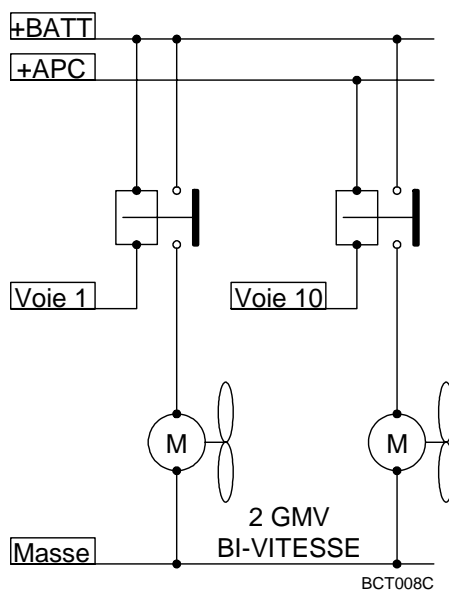 +BATT
+APC
Voie 1
Voie 10
M
M
2 GMV
BI-VITESSE
Masse
BCT008C